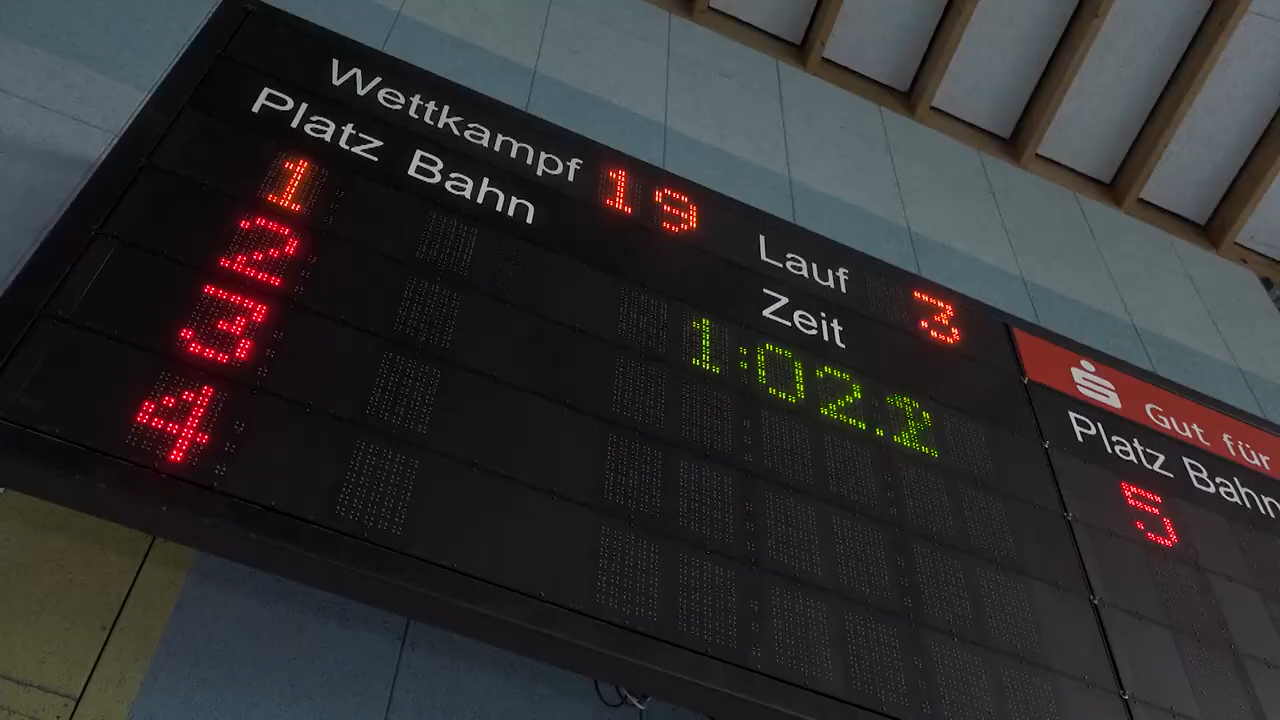 Wettkampf 19 Lauf 3
Platz Bahn Zeit
1 1:02.2
2
3
4
Gut für
Platz Bahn
5